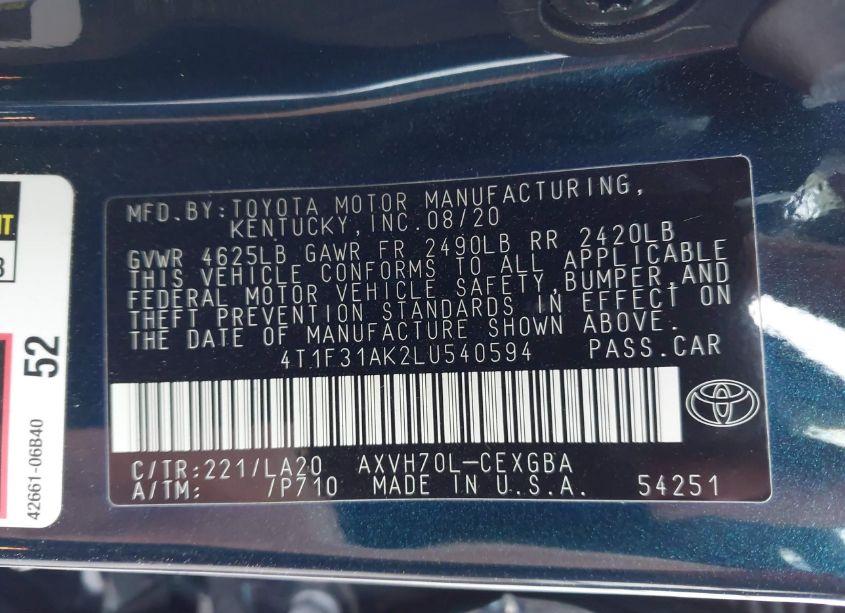 MFD.BY:TOYOTA MOTOR MANUFACTURING,
KENTUCKY,INC.08/20
GVWR 4625LB GAWR FR 2490LB RR 2420LB
THIS VEHICLE CONFORMS TO ALL APPLICABLE
FEDERAL MOTOR VEHICLE SAFETY,BUMPER,AND
THEFT PREVENTION STANDARDS IN EFFECT ON
THE DATE OF MANUFACTURE SHOWN ABOVE.
4T1F31AK2LU540594 PASS.CAR
C/TR:221/LA20 AXVH70L-CEXGBA
A/TM: /P710 MADE IN U.S.A. 54251
52
42661-06B40